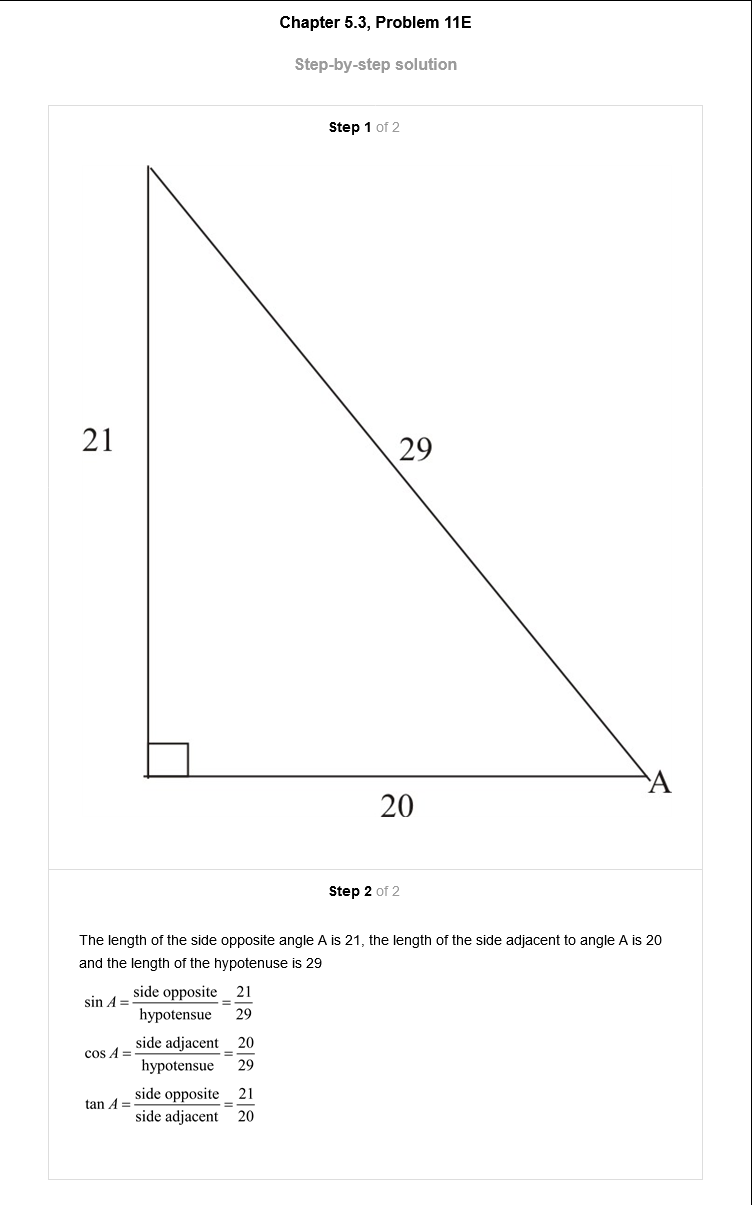 Chapter 5.3, Problem 11E
Step-by-step solution
Step 1 of 2
21
29
A
20
Step 2 of 2
The length of the side opposite angle A is 21, the length of the side adjacent to angle A is 20
and the length of the hypotenuse is 29
sin A = side opposite / hypotensue = 21 / 29
cos A = side adjacent / hypotensue = 20 / 29
tan A = side opposite / side adjacent = 21 / 20